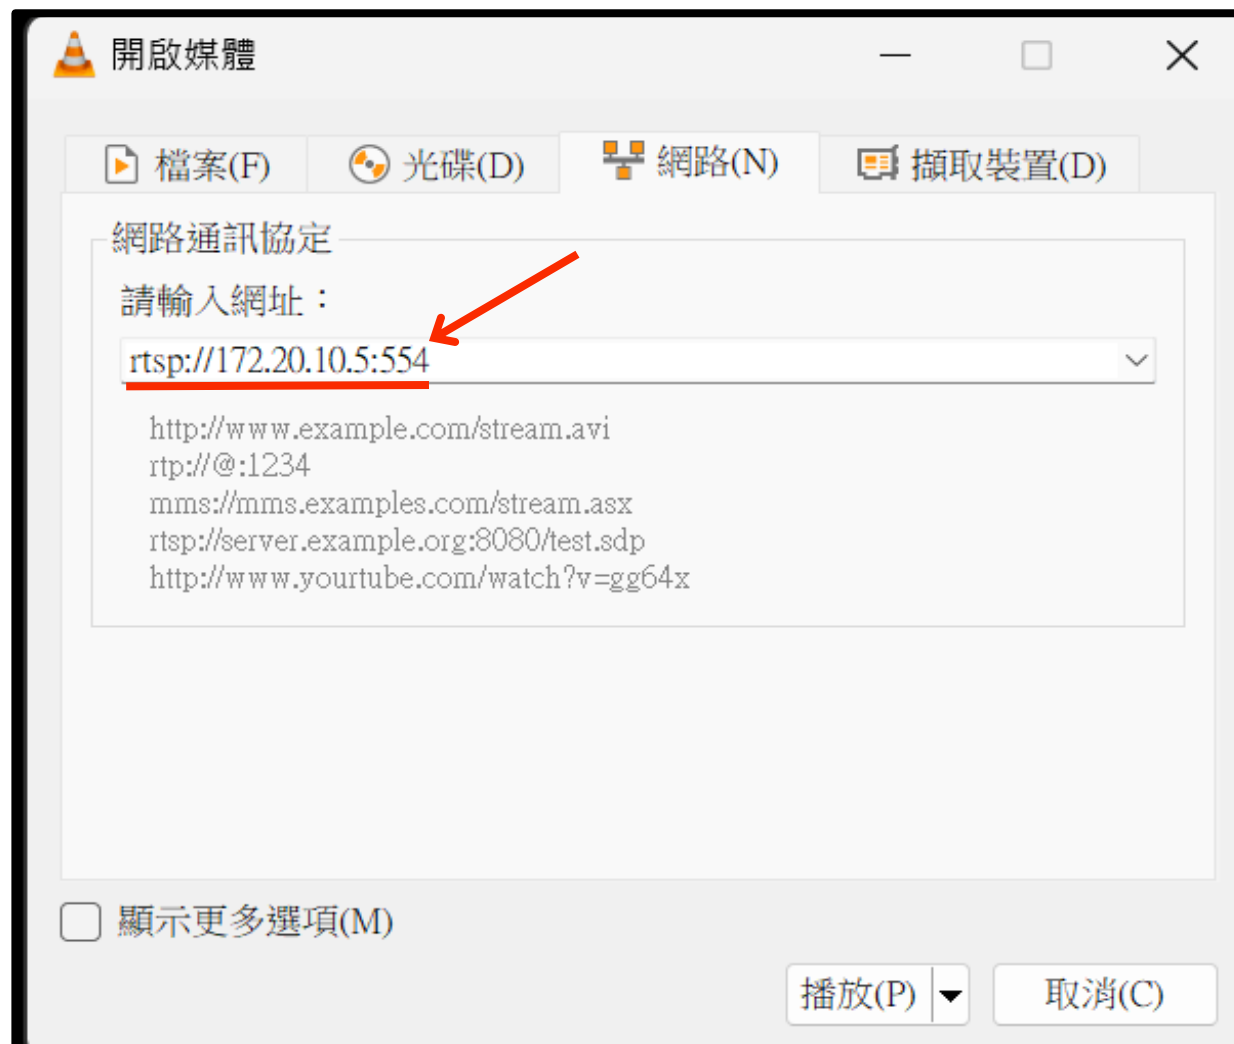 開啟媒體
檔案(F) 光碟(D) 網路(N) 擷取裝置(D)
網路通訊協定
請輸入網址：
rtsp://172.20.10.5:554
http://www.example.com/stream.avi
rtp://@:1234
mms://mms.examples.com/stream.asx
rtsp://server.example.org:8080/test.sdp
http://www.yourtube.com/watch?v=gg64x
顯示更多選項(M)
播放(P) 取消(C)